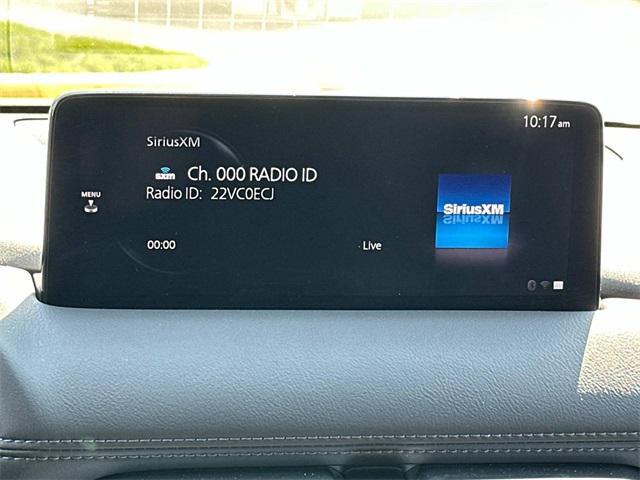 10:17am
SiriusXM
Ch. 000 RADIO ID
Radio ID: 22VC0ECJ
MENU
SiriusXM
00:00
Live